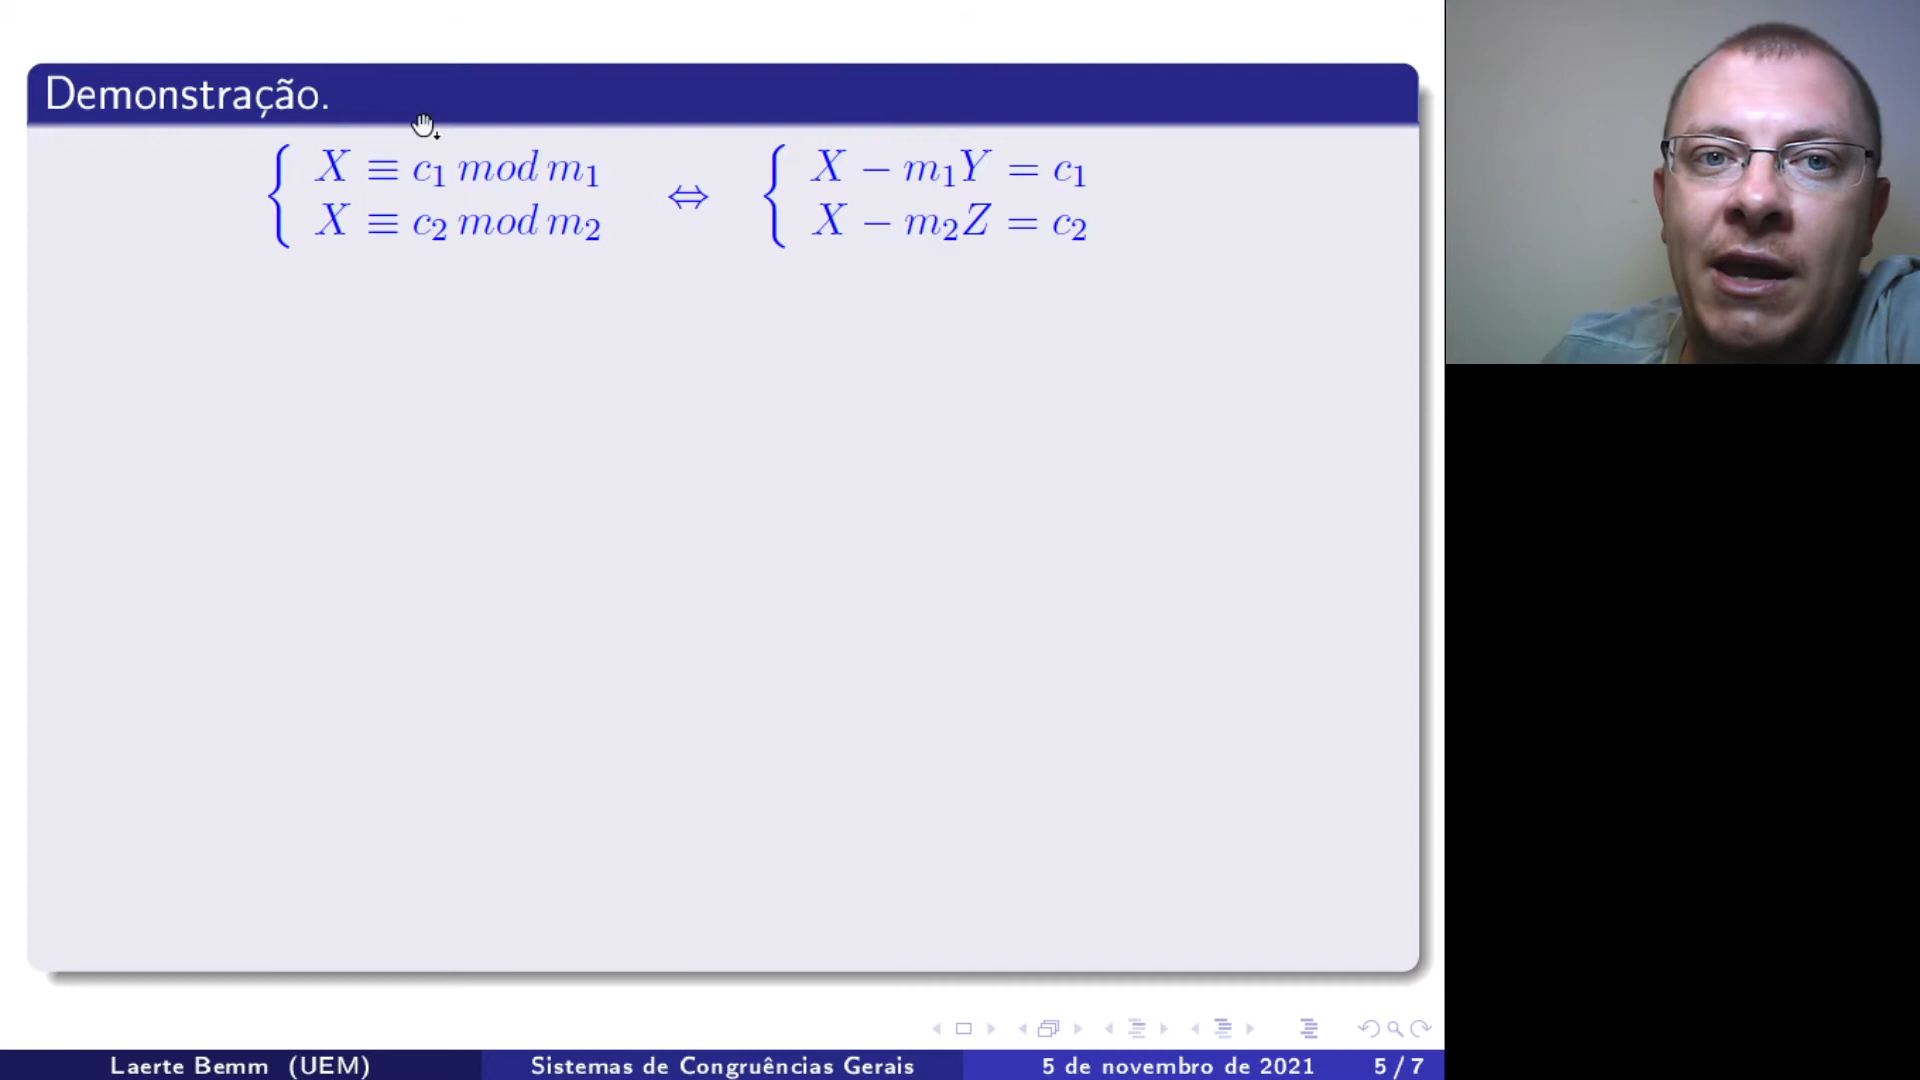 Demonstração.
{ X ≡ c₁ mod m₁ ⇔ { X − m₁Y = c₁
X ≡ c₂ mod m₂ X − m₂Z = c₂
Laerte Bemm (UEM) Sistemas de Congruências Gerais 5 de novembro de 2021 5 / 7